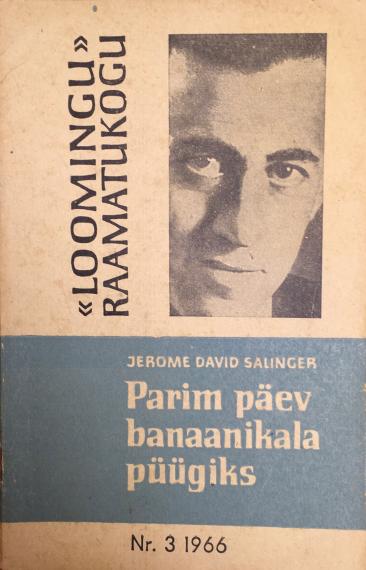 «LOOMINGU»
RAAMATUKOGU
JEROME DAVID SALINGER
Parim päev
banaanikala
püügiks
Nr. 3 1966